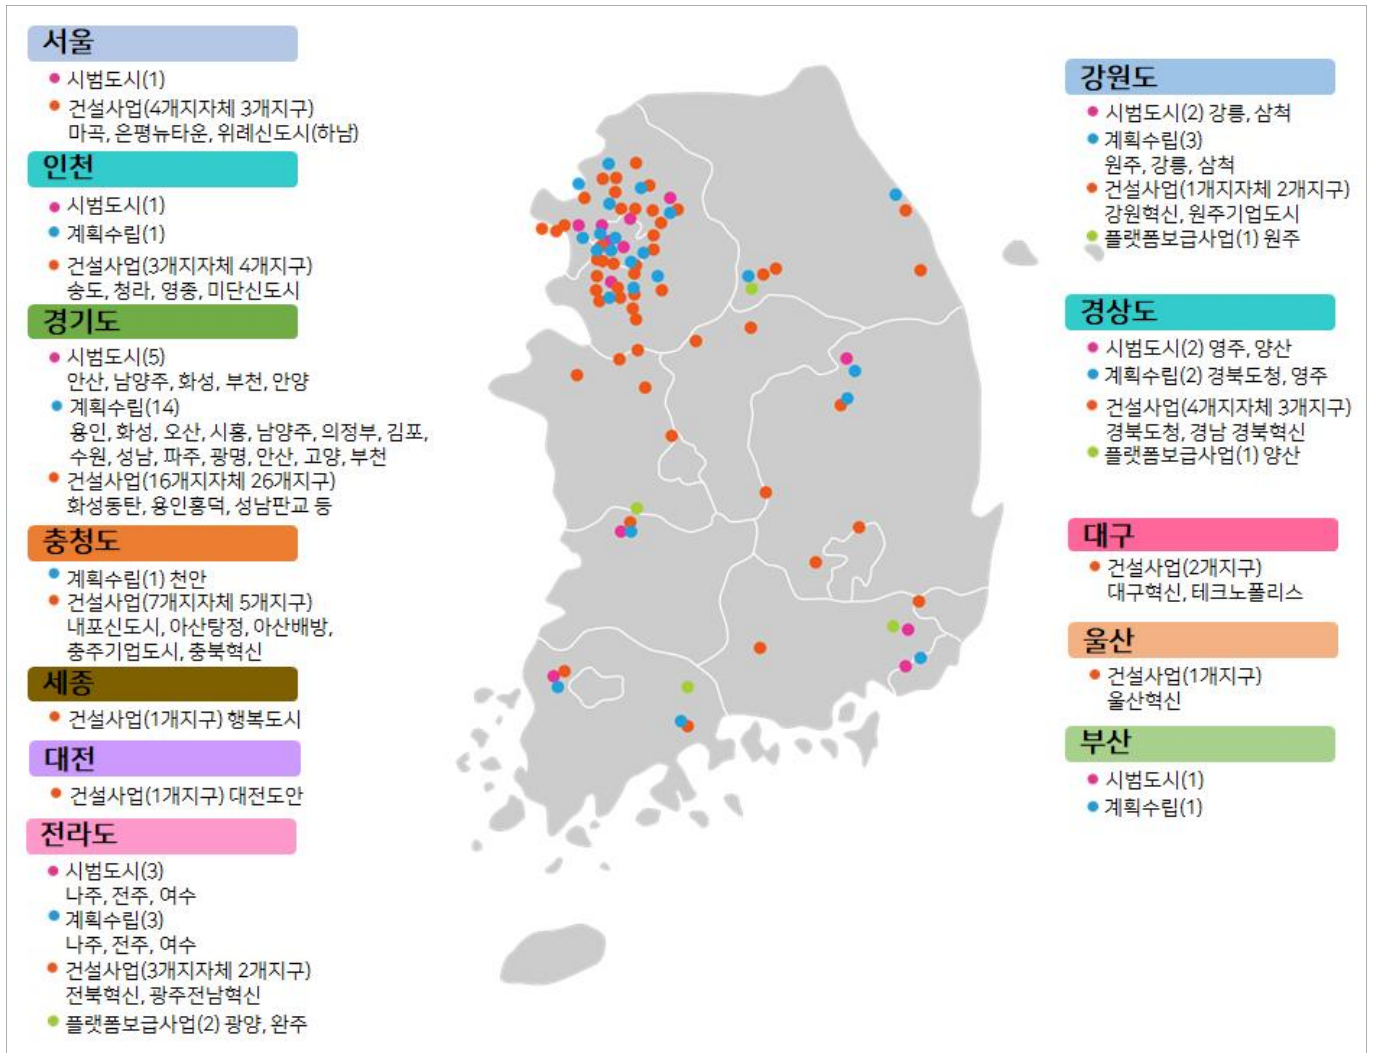 서울
시범도시(1)
건설사업(4개지자체 3개지구)
마곡, 은평뉴타운, 위례신도시(하남)
인천
시범도시(1)
계획수립(1)
건설사업(3개지자체 4개지구)
송도, 청라, 영종, 미단신도시
경기도
시범도시(5)
안산, 남양주, 화성, 부천, 안양
계획수립(14)
용인, 화성, 오산, 시흥, 남양주, 의정부, 김포,
수원, 성남, 파주, 광명, 안산, 고양, 부천
건설사업(16개지자체 26개지구)
화성동탄, 용인흥덕, 성남판교 등
충청도
계획수립(1) 천안
건설사업(7개지자체 5개지구)
내포신도시, 아산탕정, 아산배방,
충주기업도시, 충북혁신
세종
건설사업(1개지구) 행복도시
대전
건설사업(1개지구) 대전도안
전라도
시범도시(3)
나주, 전주, 여수
계획수립(3)
나주, 전주, 여수
건설사업(3개지자체 2개지구)
전북혁신, 광주전남혁신
플랫폼보급사업(2) 광양, 완주
강원도
시범도시(2) 강릉, 삼척
계획수립(3)
원주, 강릉, 삼척
건설사업(1개지자체 2개지구)
강원혁신, 원주기업도시
플랫폼보급사업(1) 원주
경상도
시범도시(2) 영주, 양산
계획수립(2) 경북도청, 영주
건설사업(4개지자체 3개지구)
경북도청, 경남 경북혁신
플랫폼보급사업(1) 양산
대구
건설사업(2개지구)
대구혁신, 테크노폴리스
울산
건설사업(1개지구)
울산혁신
부산
시범도시(1)
계획수립(1)